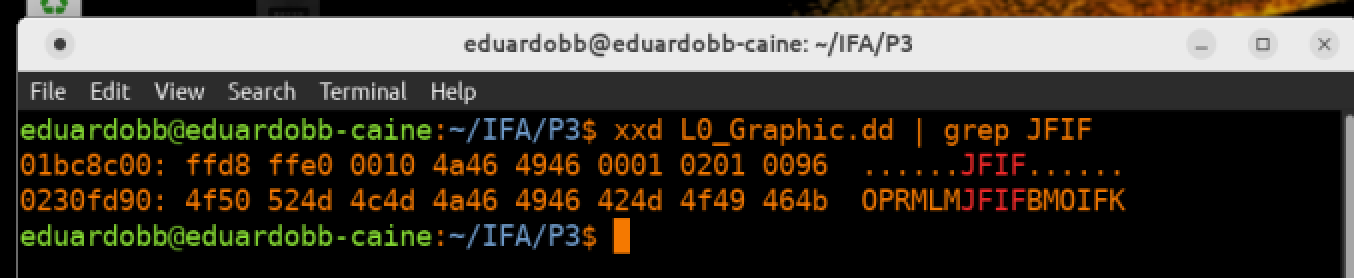 eduardobb@eduardobb-caine: ~/IFA/P3
File Edit View Search Terminal Help
eduardobb@eduardobb-caine:~/IFA/P3$ xxd L0_Graphic.dd | grep JFIF
01bc8c00: ffd8 ffe0 0010 4a46 4946 0001 0201 0096  ......JFIF......
0230fd90: 4f50 524d 4c4d 4a46 4946 424d 4f49 464b  OPRMLMJFIFBMOIFK
eduardobb@eduardobb-caine:~/IFA/P3$